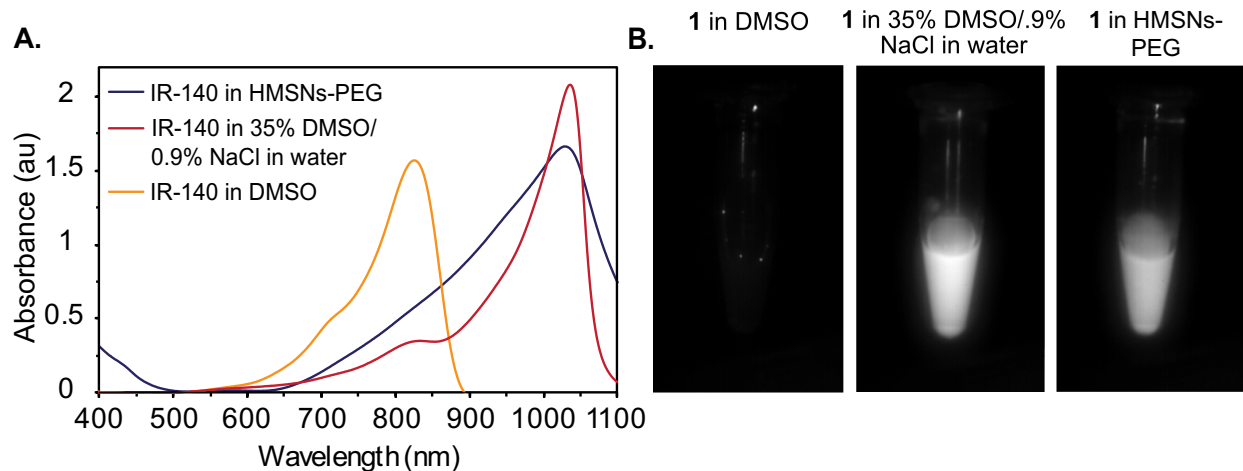 A.
2
1.5
1
0.5
0
Absorbance (au)
IR-140 in HMSNs-PEG
IR-140 in 35% DMSO/
0.9% NaCl in water
IR-140 in DMSO
400 500 600 700 800 900 1000 1100
Wavelength (nm)
B.
1 in DMSO
1 in 35% DMSO/.9%
NaCl in water
1 in HMSNs-
PEG